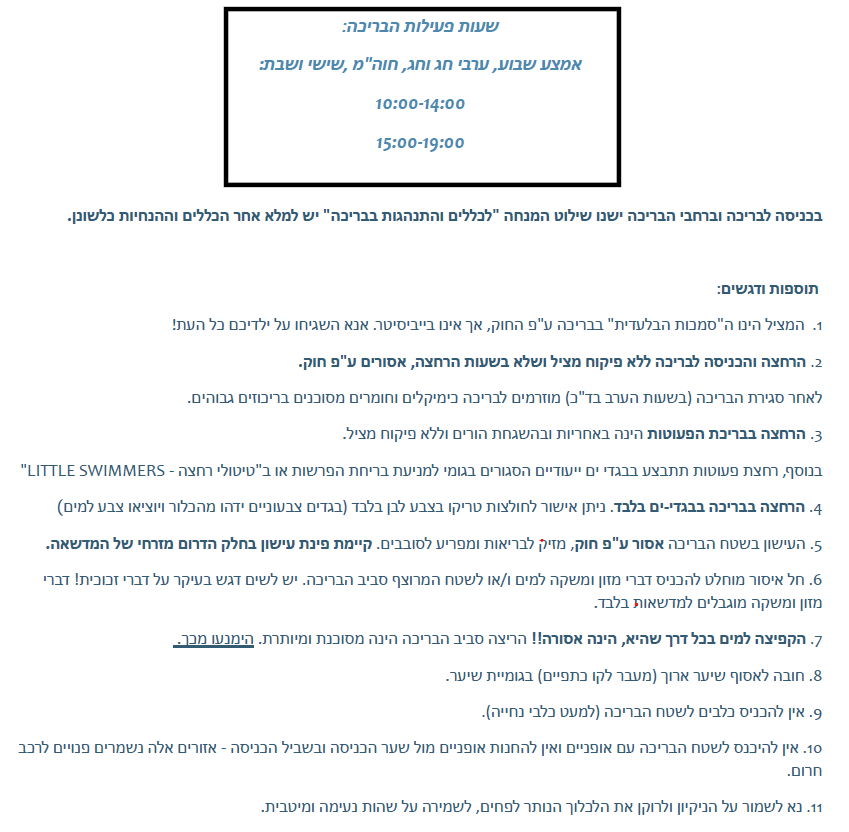 שעות פעילות הבריכה:
אמצע שבוע, ערבי חג וחג, חוה"מ ,שישי ושבת:
10:00-14:00
15:00-19:00
בכניסה לבריכה וברחבי הבריכה ישנו שילוט המנחה "לכללים והתנהגות בבריכה" יש למלא אחר הכללים וההנחיות כלשונן.
תוספות ודגשים:
1. המציל הינו ה"סמכות הבלעדית" בבריכה ע"פ החוק, אך אינו בייביסיטר. אנא השגיחו על ילדיכם כל העת!
2. הרחצה והכניסה לבריכה ללא פיקוח מציל ושלא בשעות הרחצה, אסורים ע"פ חוק.
לאחר סגירת הבריכה (בשעות הערב בד"כ) מוזרמים לבריכה כימיקלים וחומרים מסוכנים בריכוזים גבוהים.
3. הרחצה בבריכת הפעוטות הינה באחריות ובהשגחת הורים וללא פיקוח מציל.
בנוסף, רחצת פעוטות תתבצע בבגדי ים ייעודיים הסגורים בגומי למניעת בריחת הפרשות או ב"טיטולי רחצה - LITTLE SWIMMERS"
4. הרחצה בבריכה בבגדי-ים בלבד. ניתן אישור לחולצות טריקו בצבע לבן בלבד (בגדים צבעוניים ידהו מהכלור ויוציאו צבע למים)
5. העישון בשטח הבריכה אסור ע"פ חוק, מזיק לבריאות ומפריע לסובבים. קיימת פינת עישון בחלק הדרום מזרחי של המדשאה.
6. חל איסור מוחלט להכניס דברי מזון ומשקה למים ו/או לשטח המרוצף סביב הבריכה. יש לשים דגש בעיקר על דברי זכוכית! דברי
מזון ומשקה מוגבלים למדשאות בלבד.
7. הקפיצה למים בכל דרך שהיא, הינה אסורה!! הריצה סביב הבריכה הינה מסוכנת ומיותרת. הימנעו מכך.
8. חובה לאסוף שיער ארוך (מעבר לקו כתפיים) בגומיית שיער.
9. אין להכניס כלבים לשטח הבריכה (למעט כלבי נחייה).
10. אין להיכנס לשטח הבריכה עם אופניים ואין להחנות אופניים מול שער הכניסה ובשביל הכניסה - אזורים אלה נשמרים פנויים לרכב
חרום.
11. נא לשמור על הניקיון ולרוקן את הלכלוך הנותר לפחים, לשמירה על שהות נעימה ומיטבית.